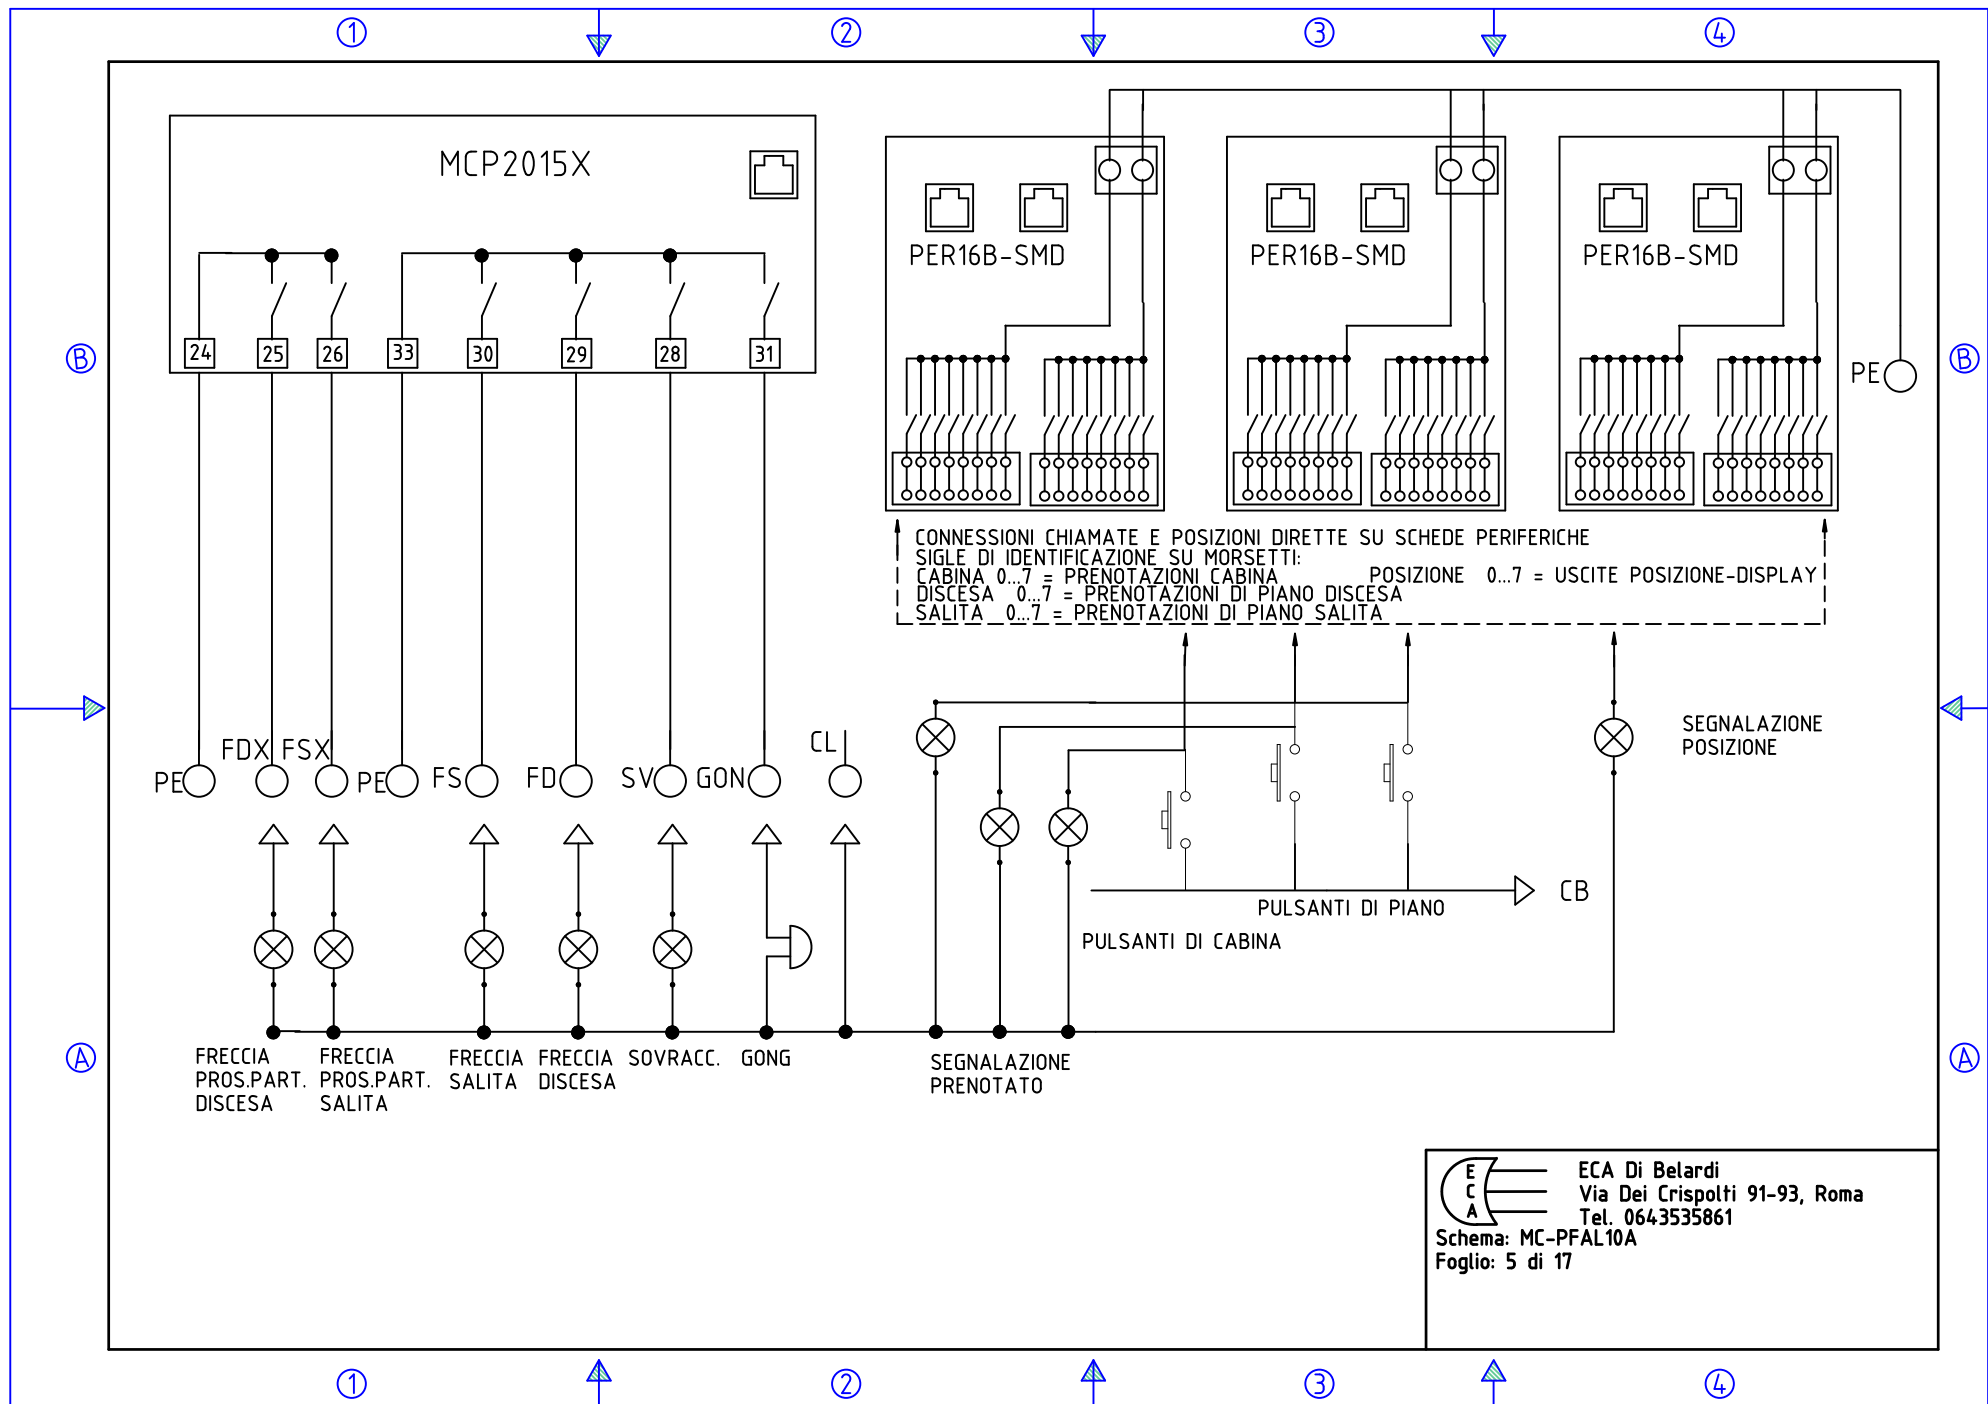 1 2 3 4
MCP2015X
PER16B-SMD PER16B-SMD PER16B-SMD
24 25 26 33 30 29 28 31
B B
PE
CONNESSIONI CHIAMATE E POSIZIONI DIRETTE SU SCHEDE PERIFERICHE
SIGLE DI IDENTIFICAZIONE SU MORSETTI:
CABINA 0...7 = PRENOTAZIONI CABINA POSIZIONE 0...7 = USCITE POSIZIONE-DISPLAY
DISCESA 0...7 = PRENOTAZIONI DI PIANO DISCESA
SALITA 0...7 = PRENOTAZIONI DI PIANO SALITA
SEGNALAZIONE
POSIZIONE
PE FDX FSX PE FS FD SV GON CL
CB
PULSANTI DI PIANO
PULSANTI DI CABINA
A A
FRECCIA
PROS.PART.
DISCESA
FRECCIA
PROS.PART.
SALITA
FRECCIA
SALITA
FRECCIA
DISCESA
SOVRACC.
GONG
SEGNALAZIONE
PRENOTATO
E
C
A
ECA Di Belardi
Via Dei Crispolti 91-93, Roma
Tel. 0643535861
Schema: MC-PFAL10A
Foglio: 5 di 17
1 2 3 4